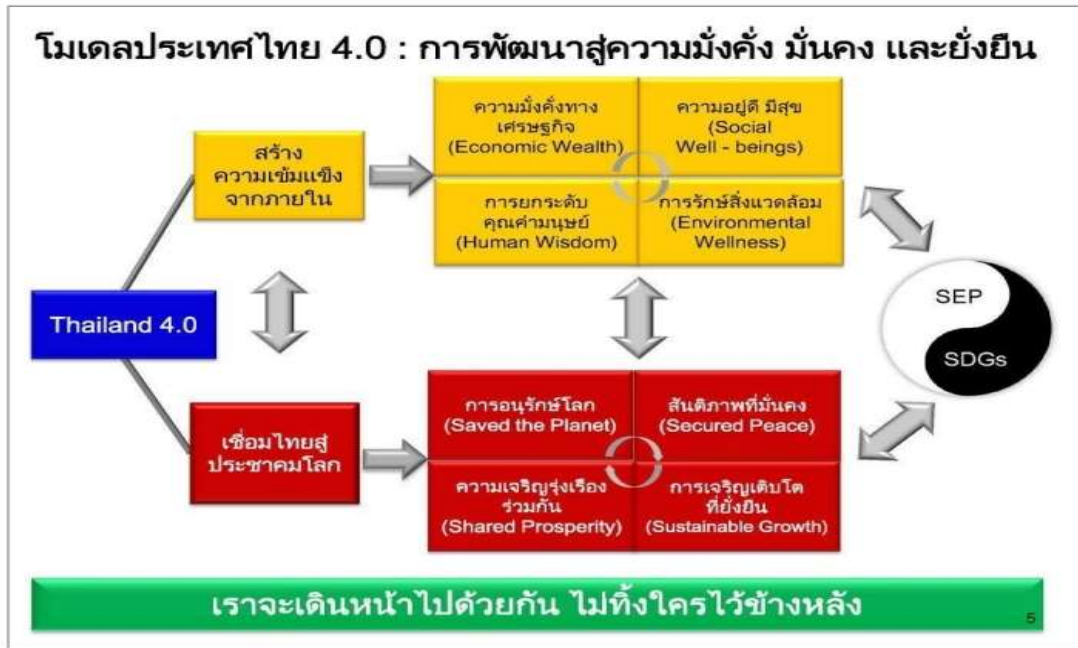 โมเดลประเทศไทย 4.0 : การพัฒนาสู่ความมั่งคั่ง มั่นคง และยั่งยืน
สร้าง
ความเข้มแข็ง
จากภายใน
ความมั่งคั่งทาง
เศรษฐกิจ
(Economic Wealth)
ความอยู่ดี มีสุข
(Social
Well - beings)
การยกระดับ
คุณค่ามนุษย์
(Human Wisdom)
การรักษ์สิ่งแวดล้อม
(Environmental
Wellness)
Thailand 4.0
SEP
SDGs
เชื่อมไทยสู่
ประชาคมโลก
การอนุรักษ์โลก
(Saved the Planet)
สันติภาพที่มั่นคง
(Secured Peace)
ความเจริญรุ่งเรือง
ร่วมกัน
(Shared Prosperity)
การเจริญเติบโต
ที่ยั่งยืน
(Sustainable Growth)
เราจะเดินหน้าไปด้วยกัน ไม่ทิ้งใครไว้ข้างหลัง
5